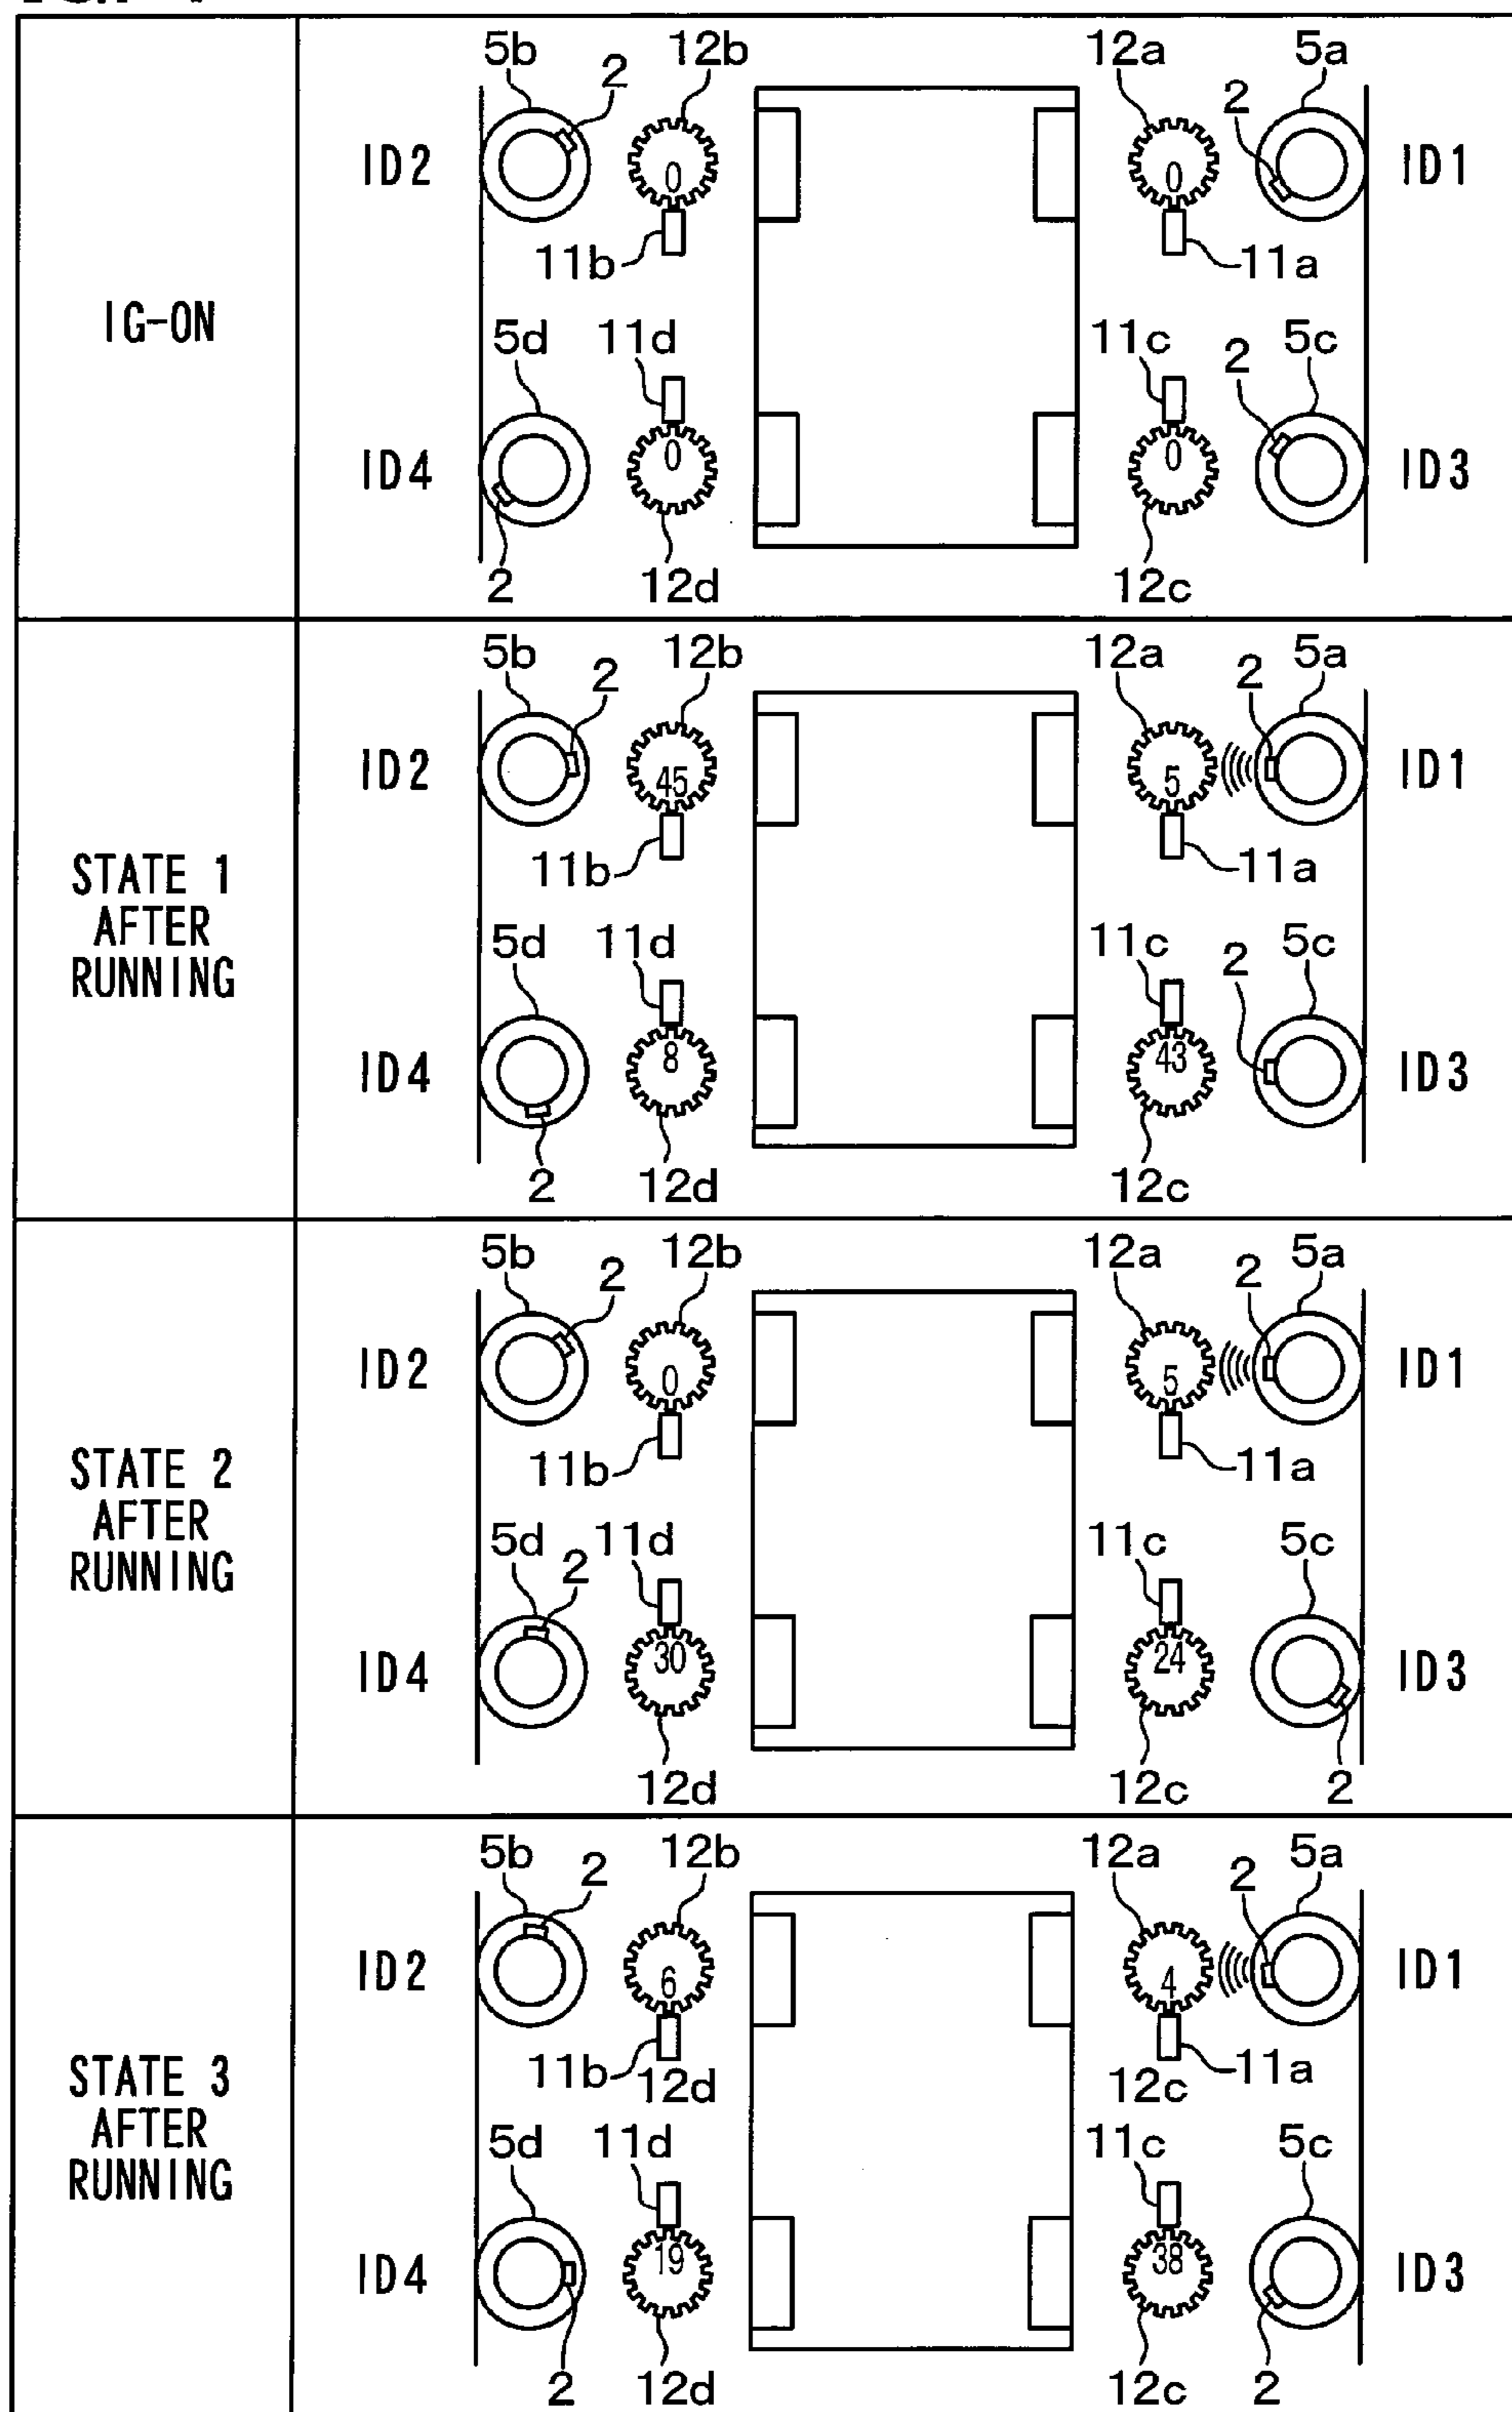 IG-ON
5b 2 12b 12a 2 5a
ID2 0 0 ID1
11b 11a
5d 11d 11c 2 5c
ID4 0 0 ID3
2 12d 12c
STATE 1
AFTER
RUNNING
5b 2 12b 12a 2 5a
ID2 45 5 ID1
11b 11a
5d 11d 11c 2 5c
ID4 8 43 ID3
2 12d 12c
STATE 2
AFTER
RUNNING
5b 2 12b 12a 2 5a
ID2 0 5 ID1
11b 11a
5d 2 11d 11c 5c
ID4 30 24 ID3
12d 12c 2
STATE 3
AFTER
RUNNING
5b 2 12b 12a 2 5a
ID2 6 4 ID1
11b 12d 12c 11a
5d 11d 11c 5c
ID4 19 38 ID3
2 12d 12c 2